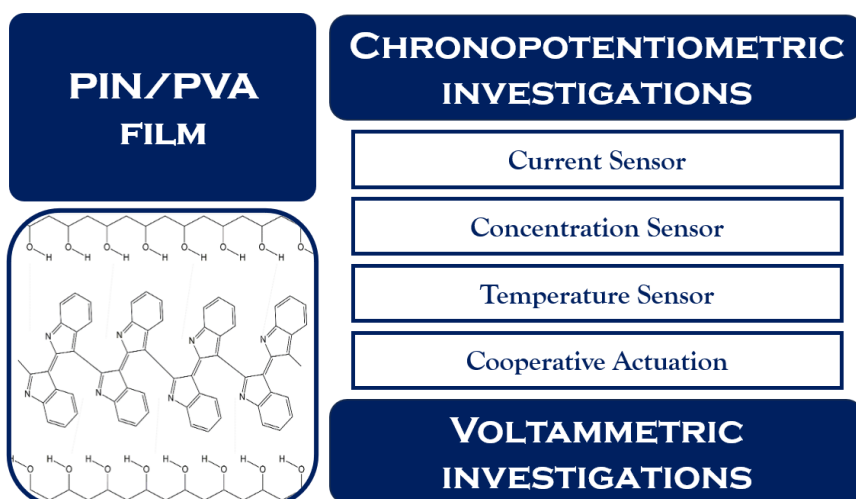 PIN/PVA
FILM
CHRONOPOTENTIOMETRIC
INVESTIGATIONS
Current Sensor
Concentration Sensor
Temperature Sensor
Cooperative Actuation
VOLTAMMETRIC
INVESTIGATIONS
O H O H O H O H O H O H O
N N N N
N N N N
H O H O H O H O H O H O H O